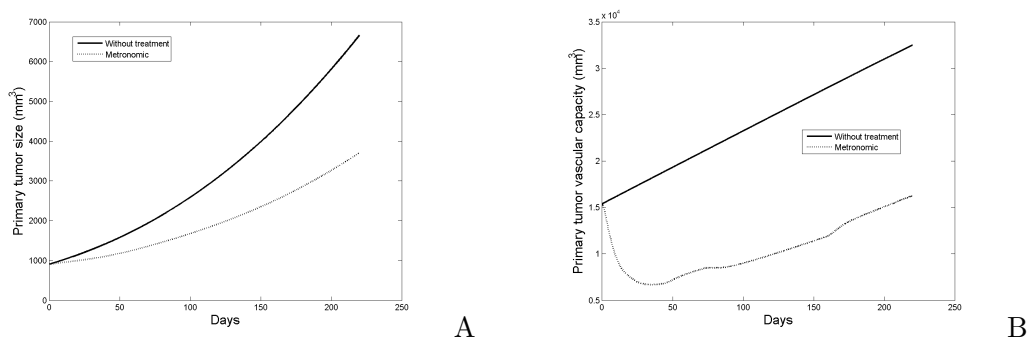 7000
6000
5000
4000
3000
2000
1000
0
Primary tumor size (mm³)
Without treatment
Metronomic
0 50 100 150 200 250
Days
A
x 10⁴
3.5
3
2.5
2
1.5
1
0.5
Primary tumor vascular capacity (mm³)
Without treatment
Metronomic
0 50 100 150 200 250
Days
B